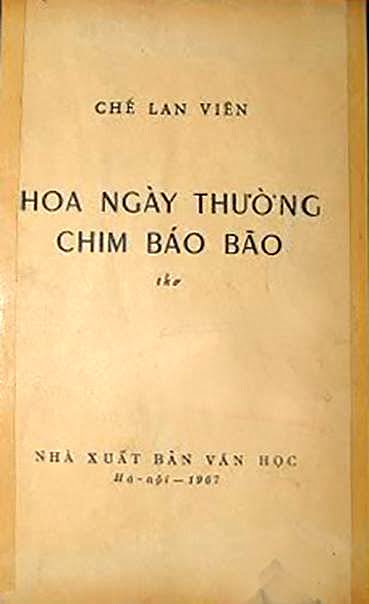 CHẾ LAN VIÊN
HOA NGÀY THƯỜNG
CHIM BÁO BÃO
thơ
NHÀ XUẤT BẢN VĂN HỌC
Hà-nội — 1967